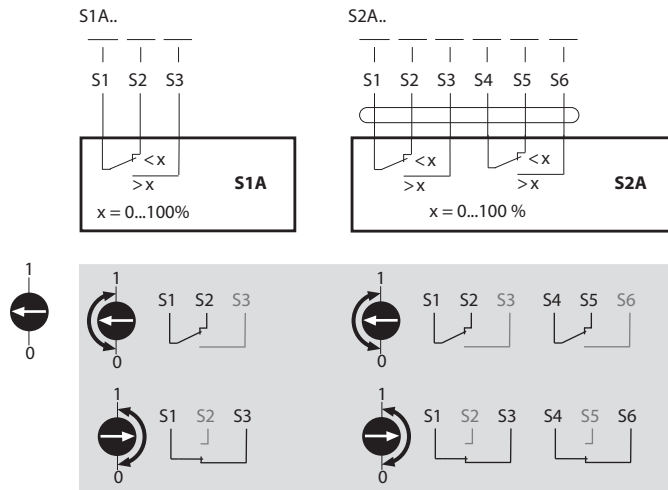 S1A.. S2A..
S1 S2 S3 S1 S2 S3 S4 S5 S6
<x <x <x
>x S1A >x >x S2A
x = 0...100% x = 0...100 %
1 1 1
S1 S2 S3 S1 S2 S3 S4 S5 S6
0 0 0
1 1
S1 S2 S3 S1 S2 S3 S4 S5 S6
0 0